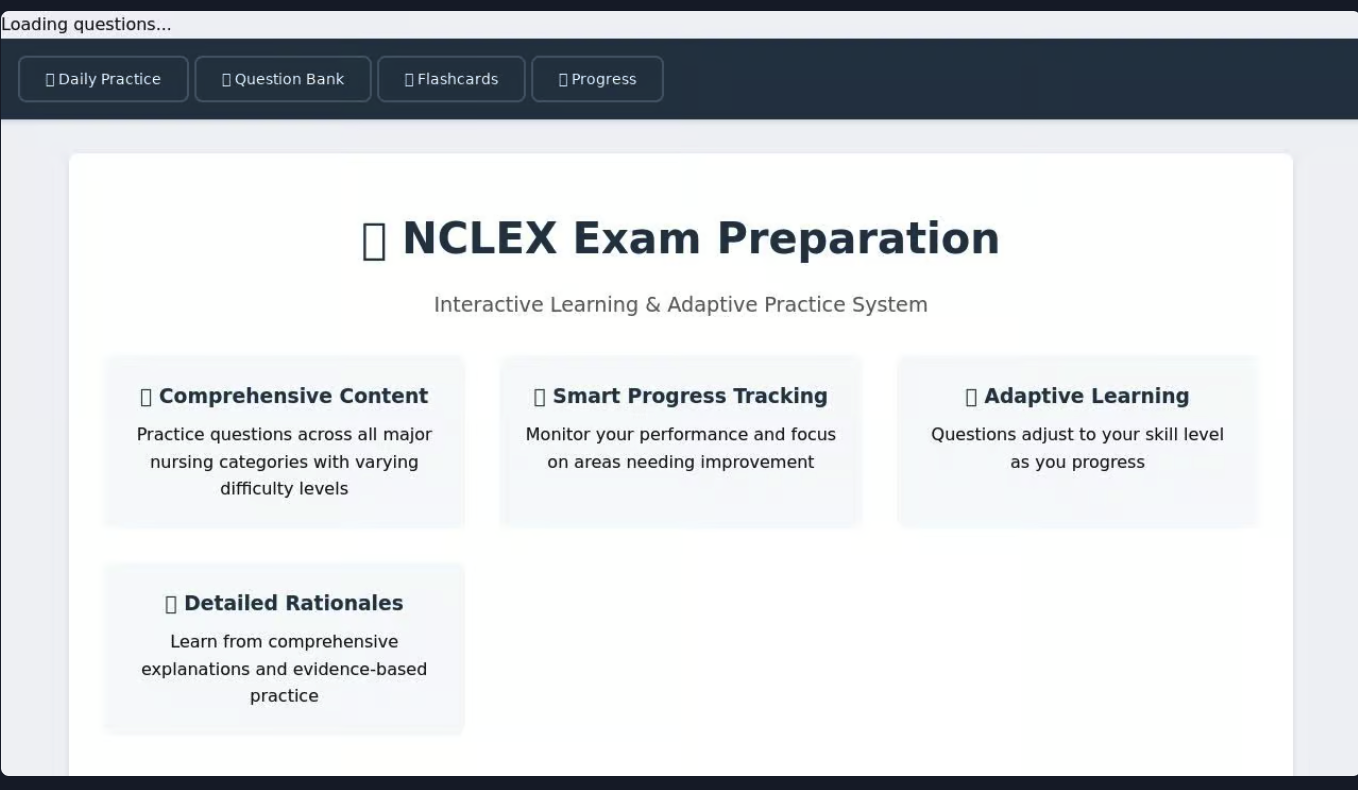 Loading questions...
Daily Practice
Question Bank
Flashcards
Progress
NCLEX Exam Preparation
Interactive Learning & Adaptive Practice System
Comprehensive Content
Practice questions across all major
nursing categories with varying
difficulty levels
Smart Progress Tracking
Monitor your performance and focus
on areas needing improvement
Adaptive Learning
Questions adjust to your skill level
as you progress
Detailed Rationales
Learn from comprehensive
explanations and evidence-based
practice